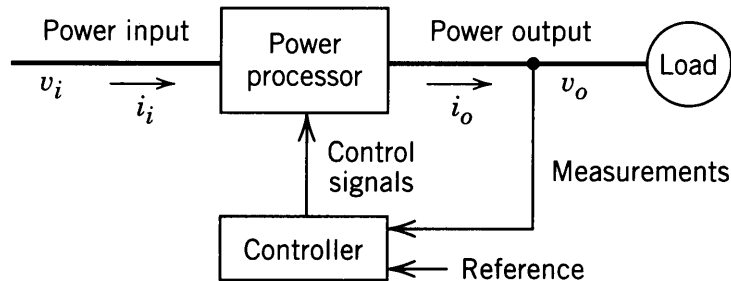 Power input
Power
processor
Power output
Load
v_i
i_i
i_o
v_o
Control
signals
Measurements
Controller
Reference